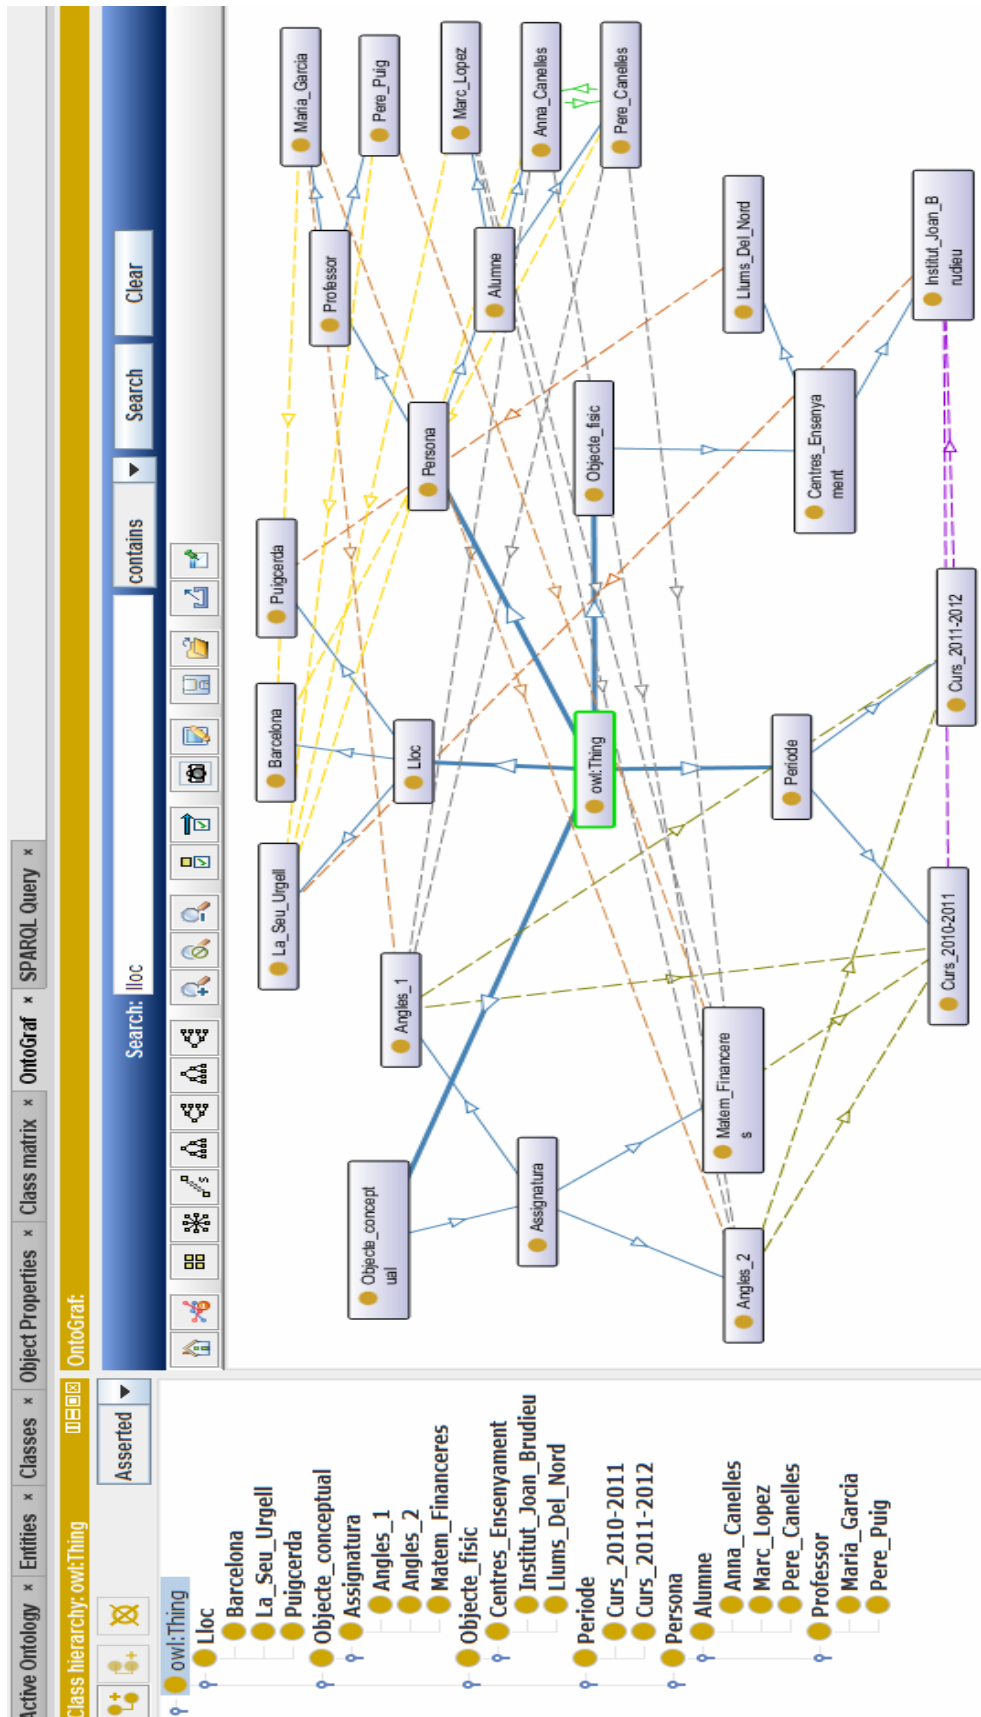 Active Ontology × Entities × Classes × Object Properties × Class matrix × OntoGraf × SPARQL Query ×
Class hierarchy: owl:Thing
Asserted
owl:Thing
Lloc
Barcelona
La_Seu_Urgell
Puigcerda
Objecte_conceptual
Assignatura
Angles_1
Angles_2
Matem_Financeres
Objecte_fisic
Centres_Ensenyament
Institut_Joan_Brudieu
Llums_Del_Nord
Periode
Curs_2010-2011
Curs_2011-2012
Persona
Alumne
Anna_Canelles
Marc_Lopez
Pere_Canelles
Professor
Maria_Garcia
Pere_Puig
OntoGraf:
Search: lloc contains Search Clear
Maria_Garcia
Pere_Puig
Marc_Lopez
Anna_Canelles
Pere_Canelles
Professor
Alumne
Llums_Del_Nord
Institut_Joan_B
rudieu
Persona
Objecte_fisic
Centres_Ensenya
ment
Puigcerda
Barcelona
La_Seu_Urgell
Lloc
owl:Thing
Periode
Curs_2011-2012
Curs_2010-2011
Angles_1
Matem_Financere
s
Objecte_concept
ual
Assignatura
Angles_2